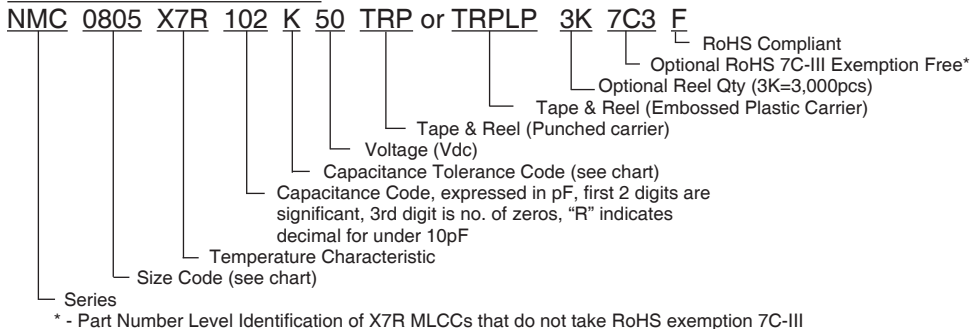 NMC 0805 X7R 102 K 50 TRP or TRPLP 3K 7C3 F
RoHS Compliant
Optional RoHS 7C-III Exemption Free*
Optional Reel Qty (3K=3,000pcs)
Tape & Reel (Embossed Plastic Carrier)
Tape & Reel (Punched carrier)
Voltage (Vdc)
Capacitance Tolerance Code (see chart)
Capacitance Code, expressed in pF, first 2 digits are
significant, 3rd digit is no. of zeros, “R” indicates
decimal for under 10pF
Temperature Characteristic
Size Code (see chart)
Series
* - Part Number Level Identification of X7R MLCCs that do not take RoHS exemption 7C-III